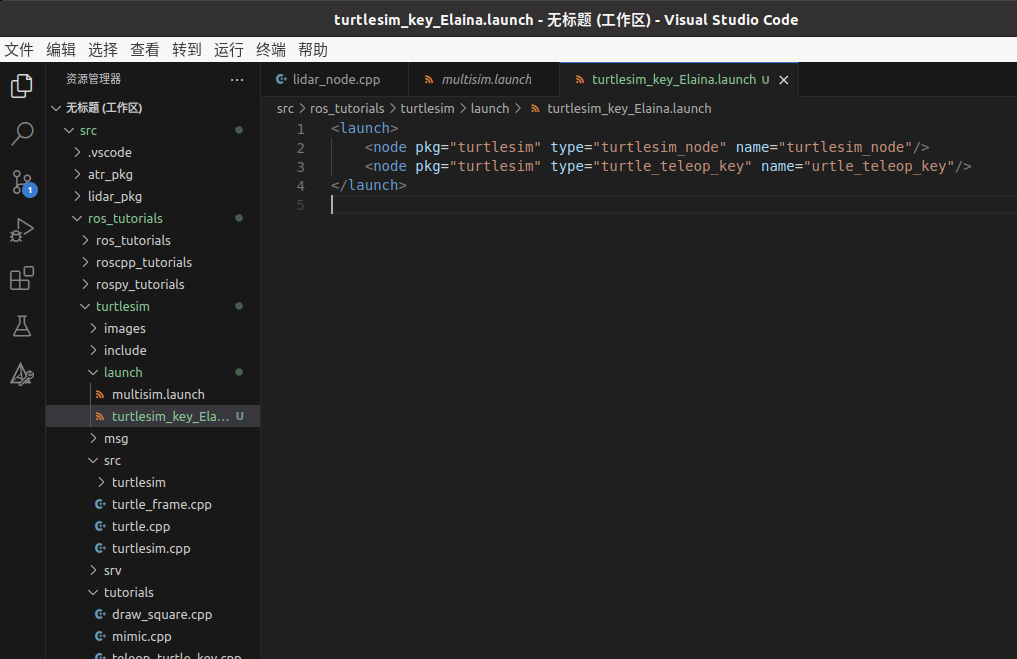 turtlesim_key_Elaina.launch - 无标题 (工作区) - Visual Studio Code
文件 编辑 选择 查看 转到 运行 终端 帮助
资源管理器 ...
无标题 (工作区)
src
.vscode
atr_pkg
lidar_pkg
ros_tutorials
ros_tutorials
roscpp_tutorials
rospy_tutorials
turtlesim
images
include
launch
multisim.launch
turtlesim_key_Ela... U
msg
src
turtlesim
turtle_frame.cpp
turtle.cpp
turtlesim.cpp
srv
tutorials
draw_square.cpp
mimic.cpp
teleop_turtle_key.cpp
1
lidar_node.cpp multisim.launch turtlesim_key_Elaina.launch U
src > ros_tutorials > turtlesim > launch > turtlesim_key_Elaina.launch
1 <launch>
2 <node pkg="turtlesim" type="turtlesim_node" name="turtlesim_node"/>
3 <node pkg="turtlesim" type="turtle_teleop_key" name="urtle_teleop_key"/>
4 </launch>
5